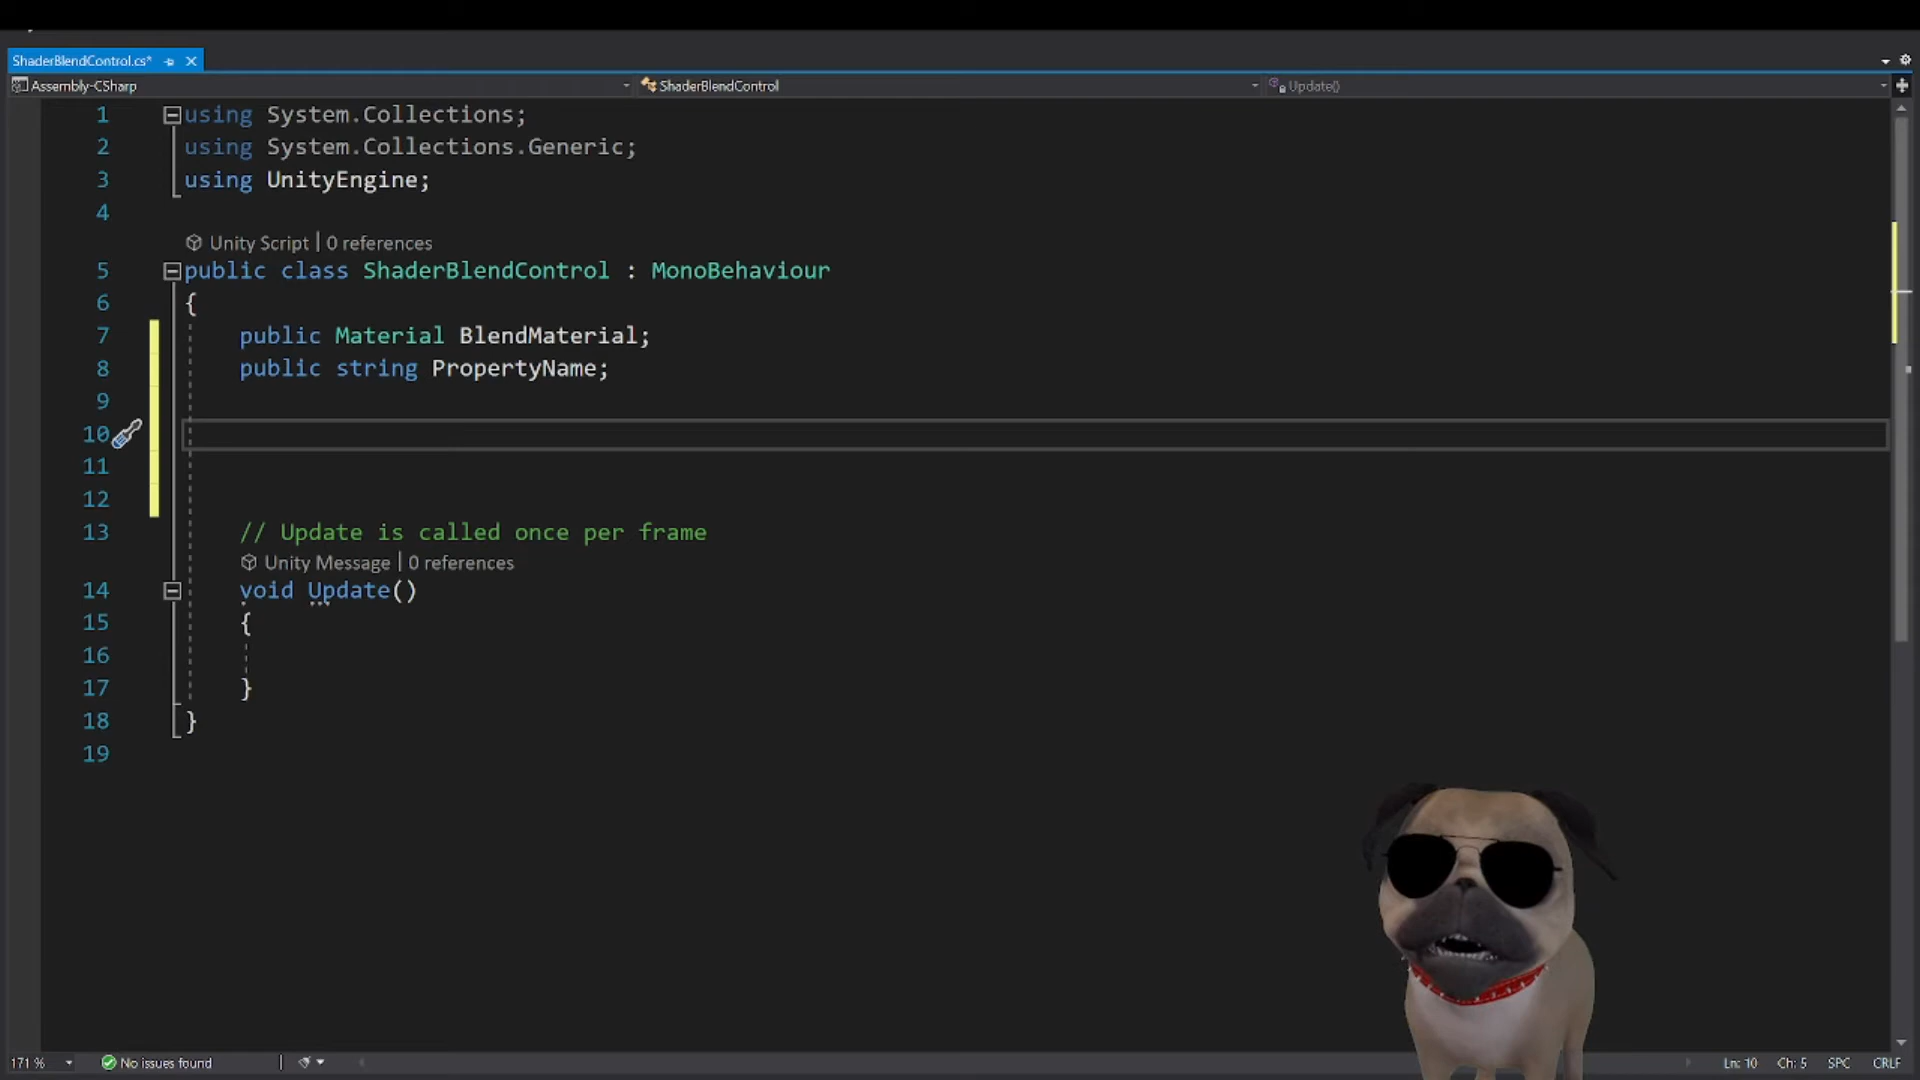 ShaderBlendControl.cs*
Assembly-CSharp
ShaderBlendControl
Update()
1 using System.Collections;
2 using System.Collections.Generic;
3 using UnityEngine;
4
Unity Script | 0 references
5 public class ShaderBlendControl : MonoBehaviour
6 {
7 public Material BlendMaterial;
8 public string PropertyName;
9
10
11
12
13 // Update is called once per frame
Unity Message | 0 references
14 void Update()
15 {
16
17 }
18 }
19
171 %
No issues found
Ln: 10 Ch: 5 SPC CRLF